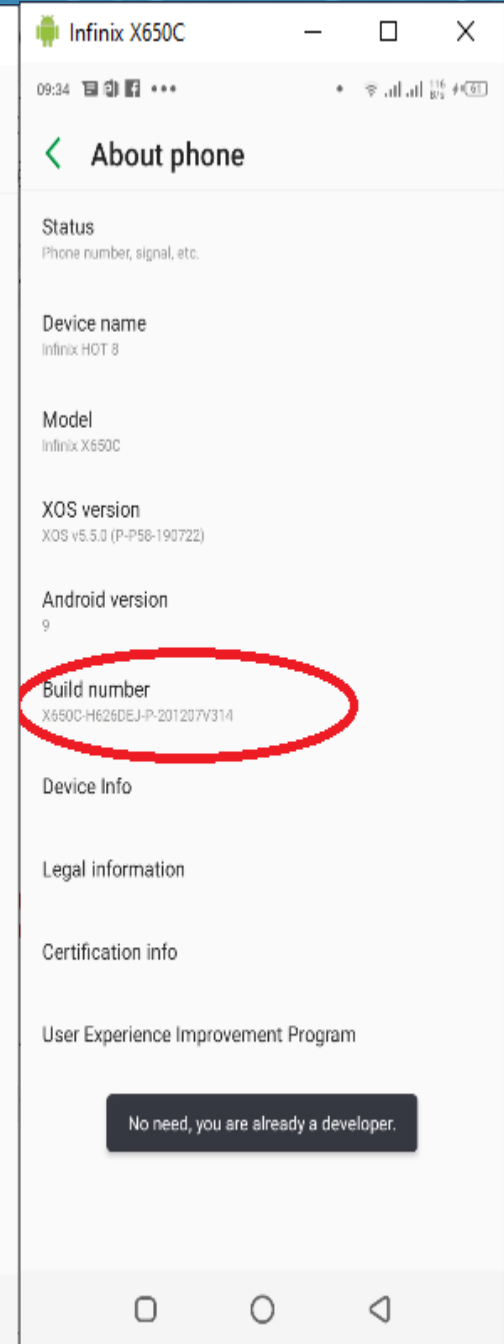 Infinix X650C
09:34
116
B/s
61
About phone
Status
Phone number, signal, etc.
Device name
Infinix HOT 8
Model
Infinix X650C
XOS version
XOS v5.5.0 (P-P58-190722)
Android version
9
Build number
X650C-H626DEJ-P-201207V314
Device Info
Legal information
Certification info
User Experience Improvement Program
No need, you are already a developer.